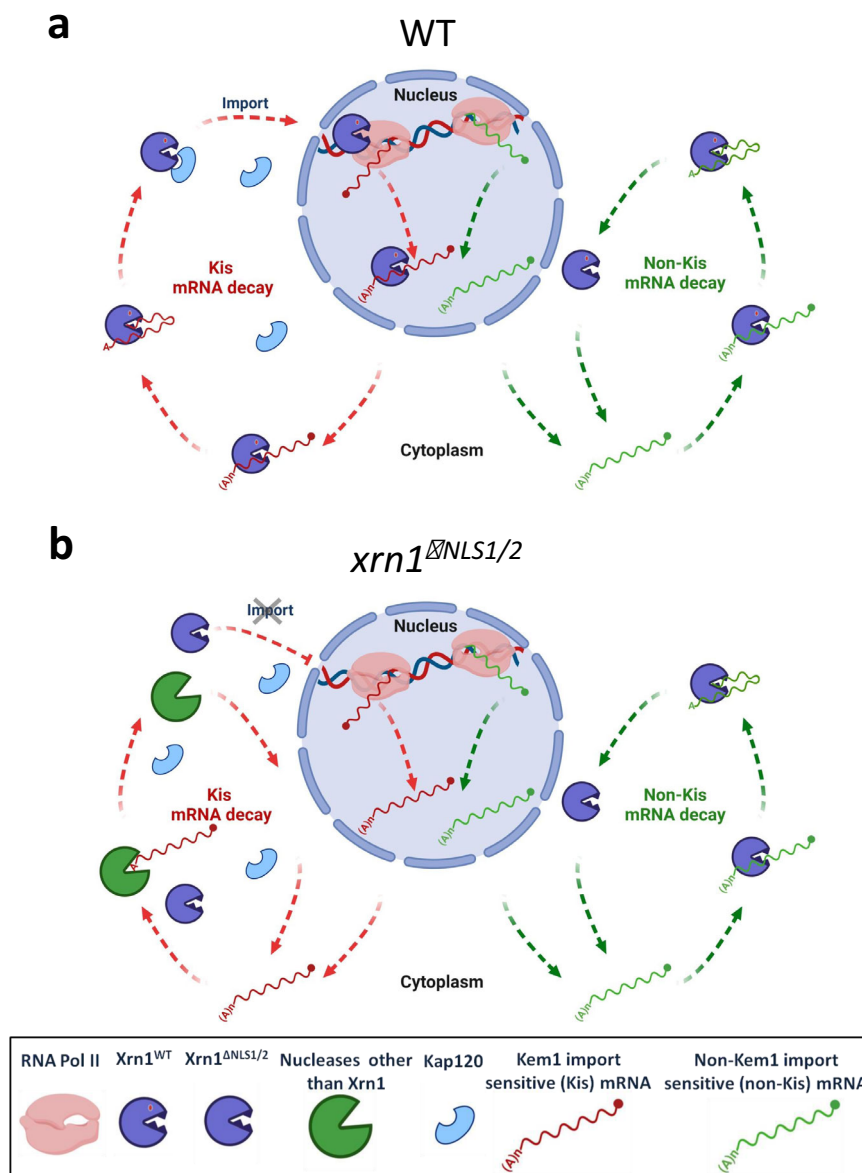 a
WT
Import
Nucleus
Kis
mRNA decay
Non-Kis
mRNA decay
(A)n
(A)n
A
A
(A)n
(A)n
(A)n
Cytoplasm
b
xrn1ΔNLS1/2
Import
Nucleus
Kis
mRNA decay
Non-Kis
mRNA decay
A
A
(A)n
(A)n
(A)n
(A)n
(A)n
Cytoplasm
RNA Pol II
Xrn1WT
Xrn1ΔNLS1/2
Nucleases other
than Xrn1
Kap120
Kem1 import
sensitive (Kis) mRNA
Non-Kem1 import
sensitive (non-Kis) mRNA
(A)n
(A)n